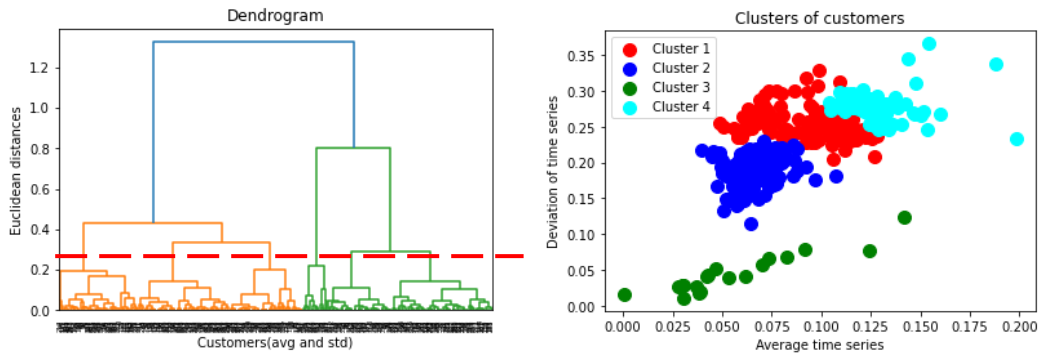 Dendrogram
Euclidean distances
1.2
1.0
0.8
0.6
0.4
0.2
0.0
Customers(avg and std)
Clusters of customers
Cluster 1
Cluster 2
Cluster 3
Cluster 4
Deviation of time series
0.35
0.30
0.25
0.20
0.15
0.10
0.05
0.00
0.000 0.025 0.050 0.075 0.100 0.125 0.150 0.175 0.200
Average time series